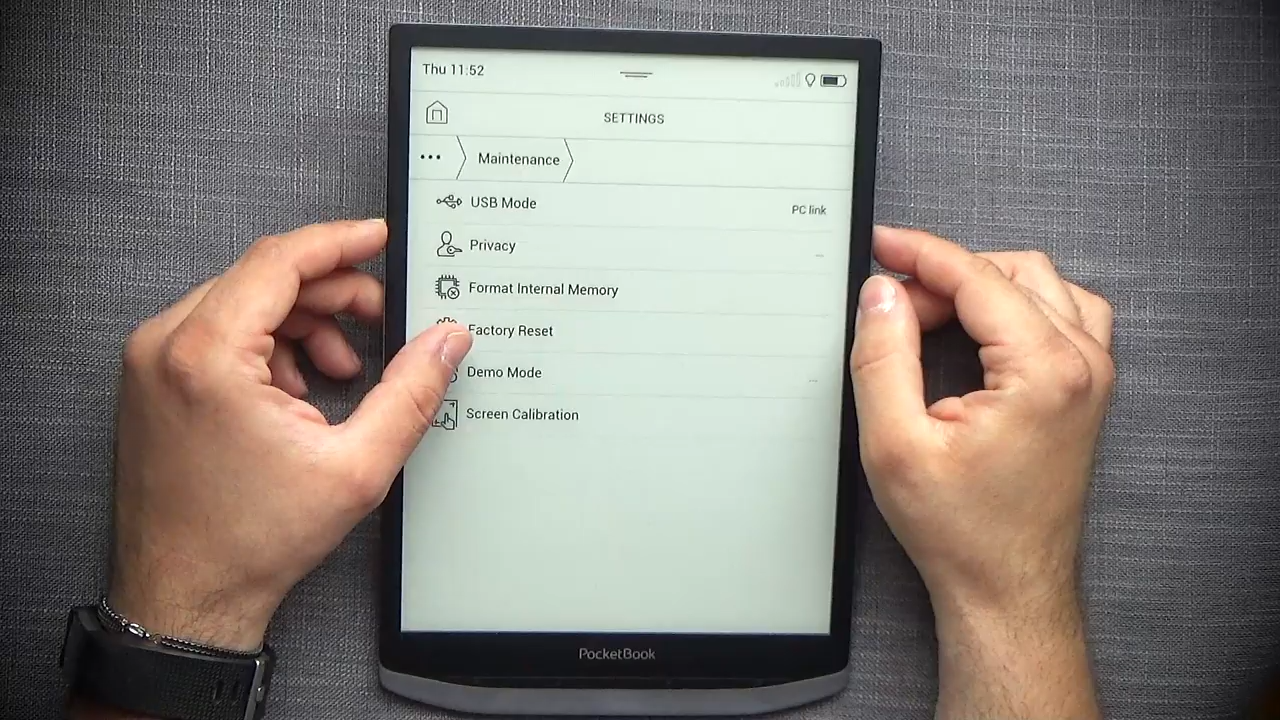 Thu 11:52
SETTINGS
Maintenance
USB Mode PC link
Privacy
Format Internal Memory
Factory Reset
Demo Mode
Screen Calibration
PocketBook